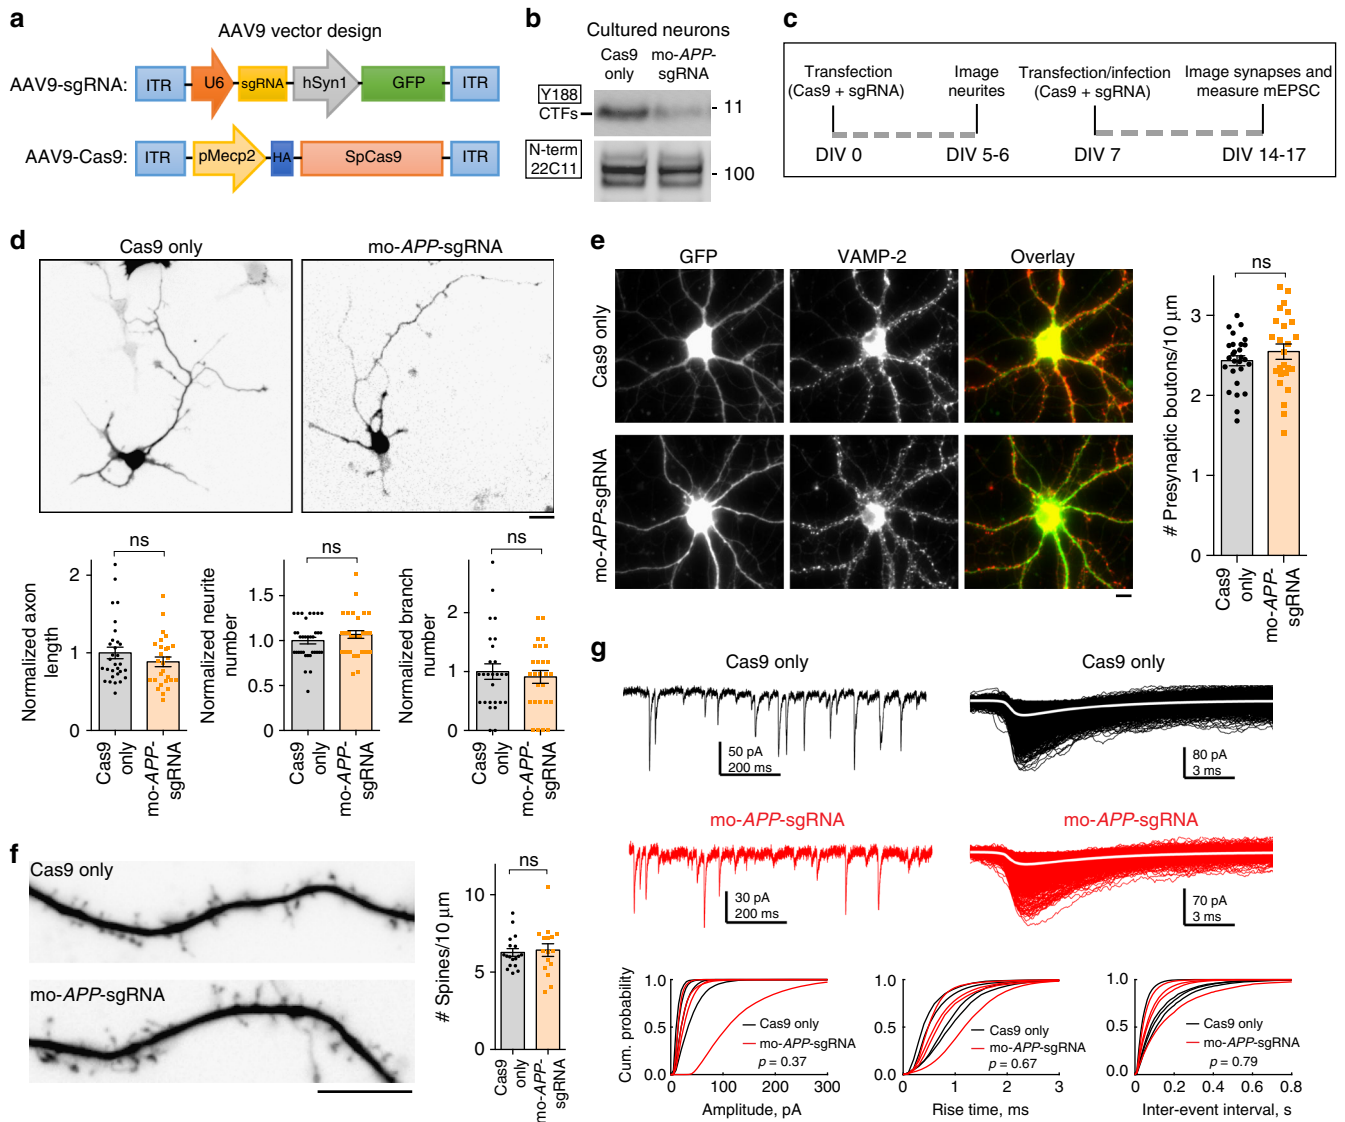 a
AAV9 vector design
AAV9-sgRNA:
ITR
U6
sgRNA
hSyn1
GFP
ITR
AAV9-Cas9:
ITR
pMecp2
HA
SpCas9
ITR
b
Cultured neurons
Cas9 only
mo-APP-sgRNA
Y188
CTFs
11
N-term
22C11
100
c
Transfection
(Cas9 + sgRNA)
Image
neurites
Transfection/infection
(Cas9 + sgRNA)
Image synapses and
measure mEPSC
DIV 0
DIV 5-6
DIV 7
DIV 14-17
d
Cas9 only
mo-APP-sgRNA
ns
Normalized axon
length
2
1
0
Cas9
only
mo-APP-
sgRNA
ns
Normalized neurite
number
1.5
1.0
0.5
0
Cas9
only
mo-APP-
sgRNA
ns
Normalized branch
number
2
1
0
Cas9
only
mo-APP-
sgRNA
e
GFP
VAMP-2
Overlay
Cas9 only
mo-APP-sgRNA
ns
# Presynaptic boutons/10 µm
3
2
1
0
Cas9
only
mo-APP-
sgRNA
f
Cas9 only
mo-APP-sgRNA
ns
# Spines/10 µm
10
5
0
Cas9
only
mo-APP-
sgRNA
g
Cas9 only
50 pA
200 ms
Cas9 only
80 pA
3 ms
mo-APP-sgRNA
30 pA
200 ms
mo-APP-sgRNA
70 pA
3 ms
Cum. probability
1.0
0.5
0.0
Cas9 only
mo-APP-sgRNA
p = 0.37
0
100
200
300
Amplitude, pA
1.0
0.5
0.0
Cas9 only
mo-APP-sgRNA
p = 0.67
0
1
2
3
Rise time, ms
1.0
0.5
0.0
Cas9 only
mo-APP-sgRNA
p = 0.79
0
0.2
0.4
0.6
0.8
Inter-event interval, s